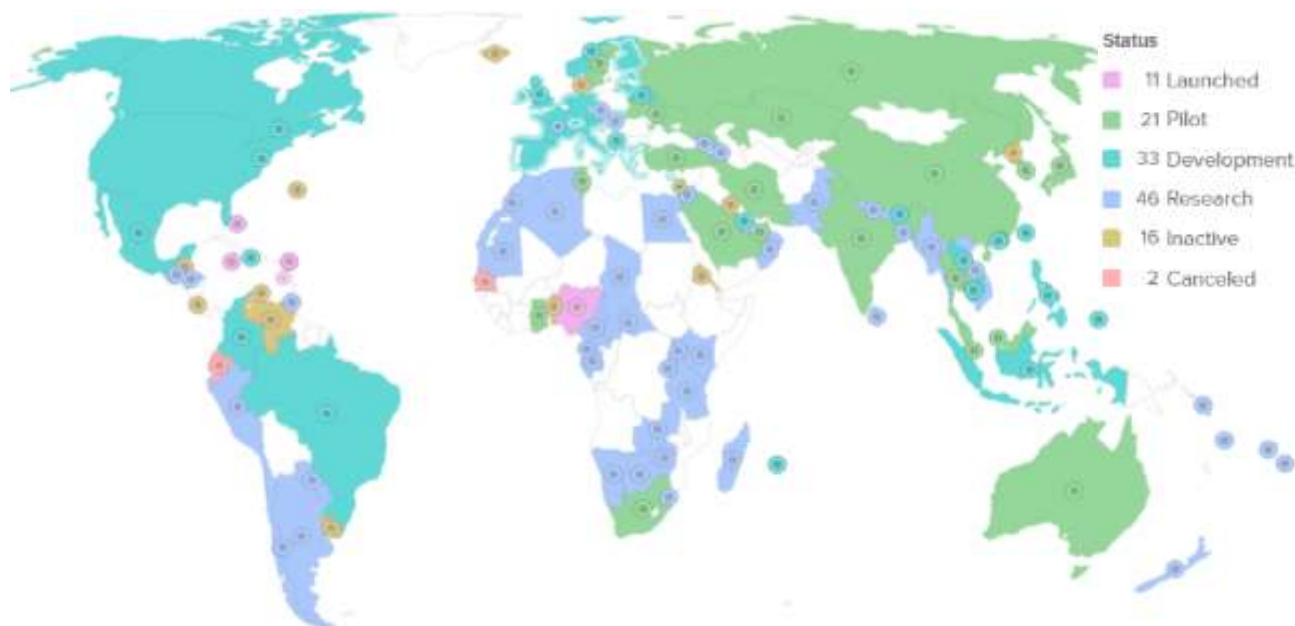 Status
11 Launched
21 Pilot
33 Development
46 Research
16 Inactive
2 Canceled